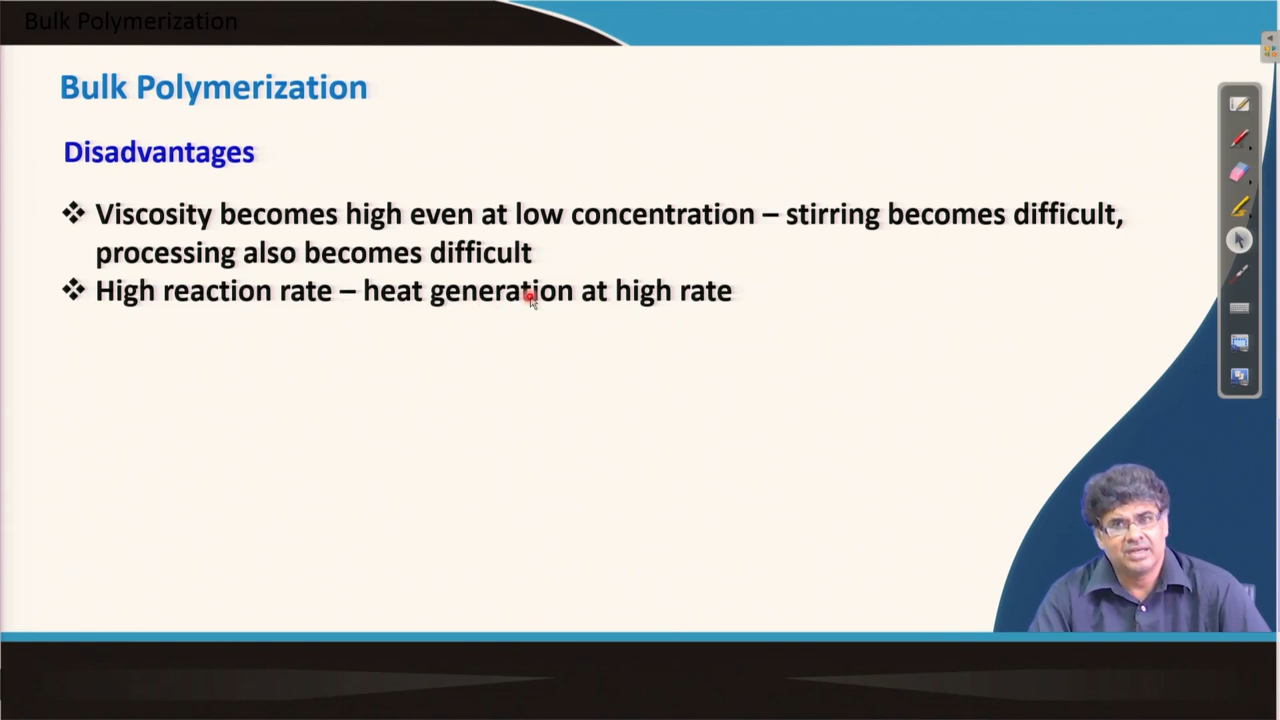 Bulk Polymerization
Bulk Polymerization
Disadvantages
❖ Viscosity becomes high even at low concentration – stirring becomes difficult,
processing also becomes difficult
❖ High reaction rate – heat generation at high rate